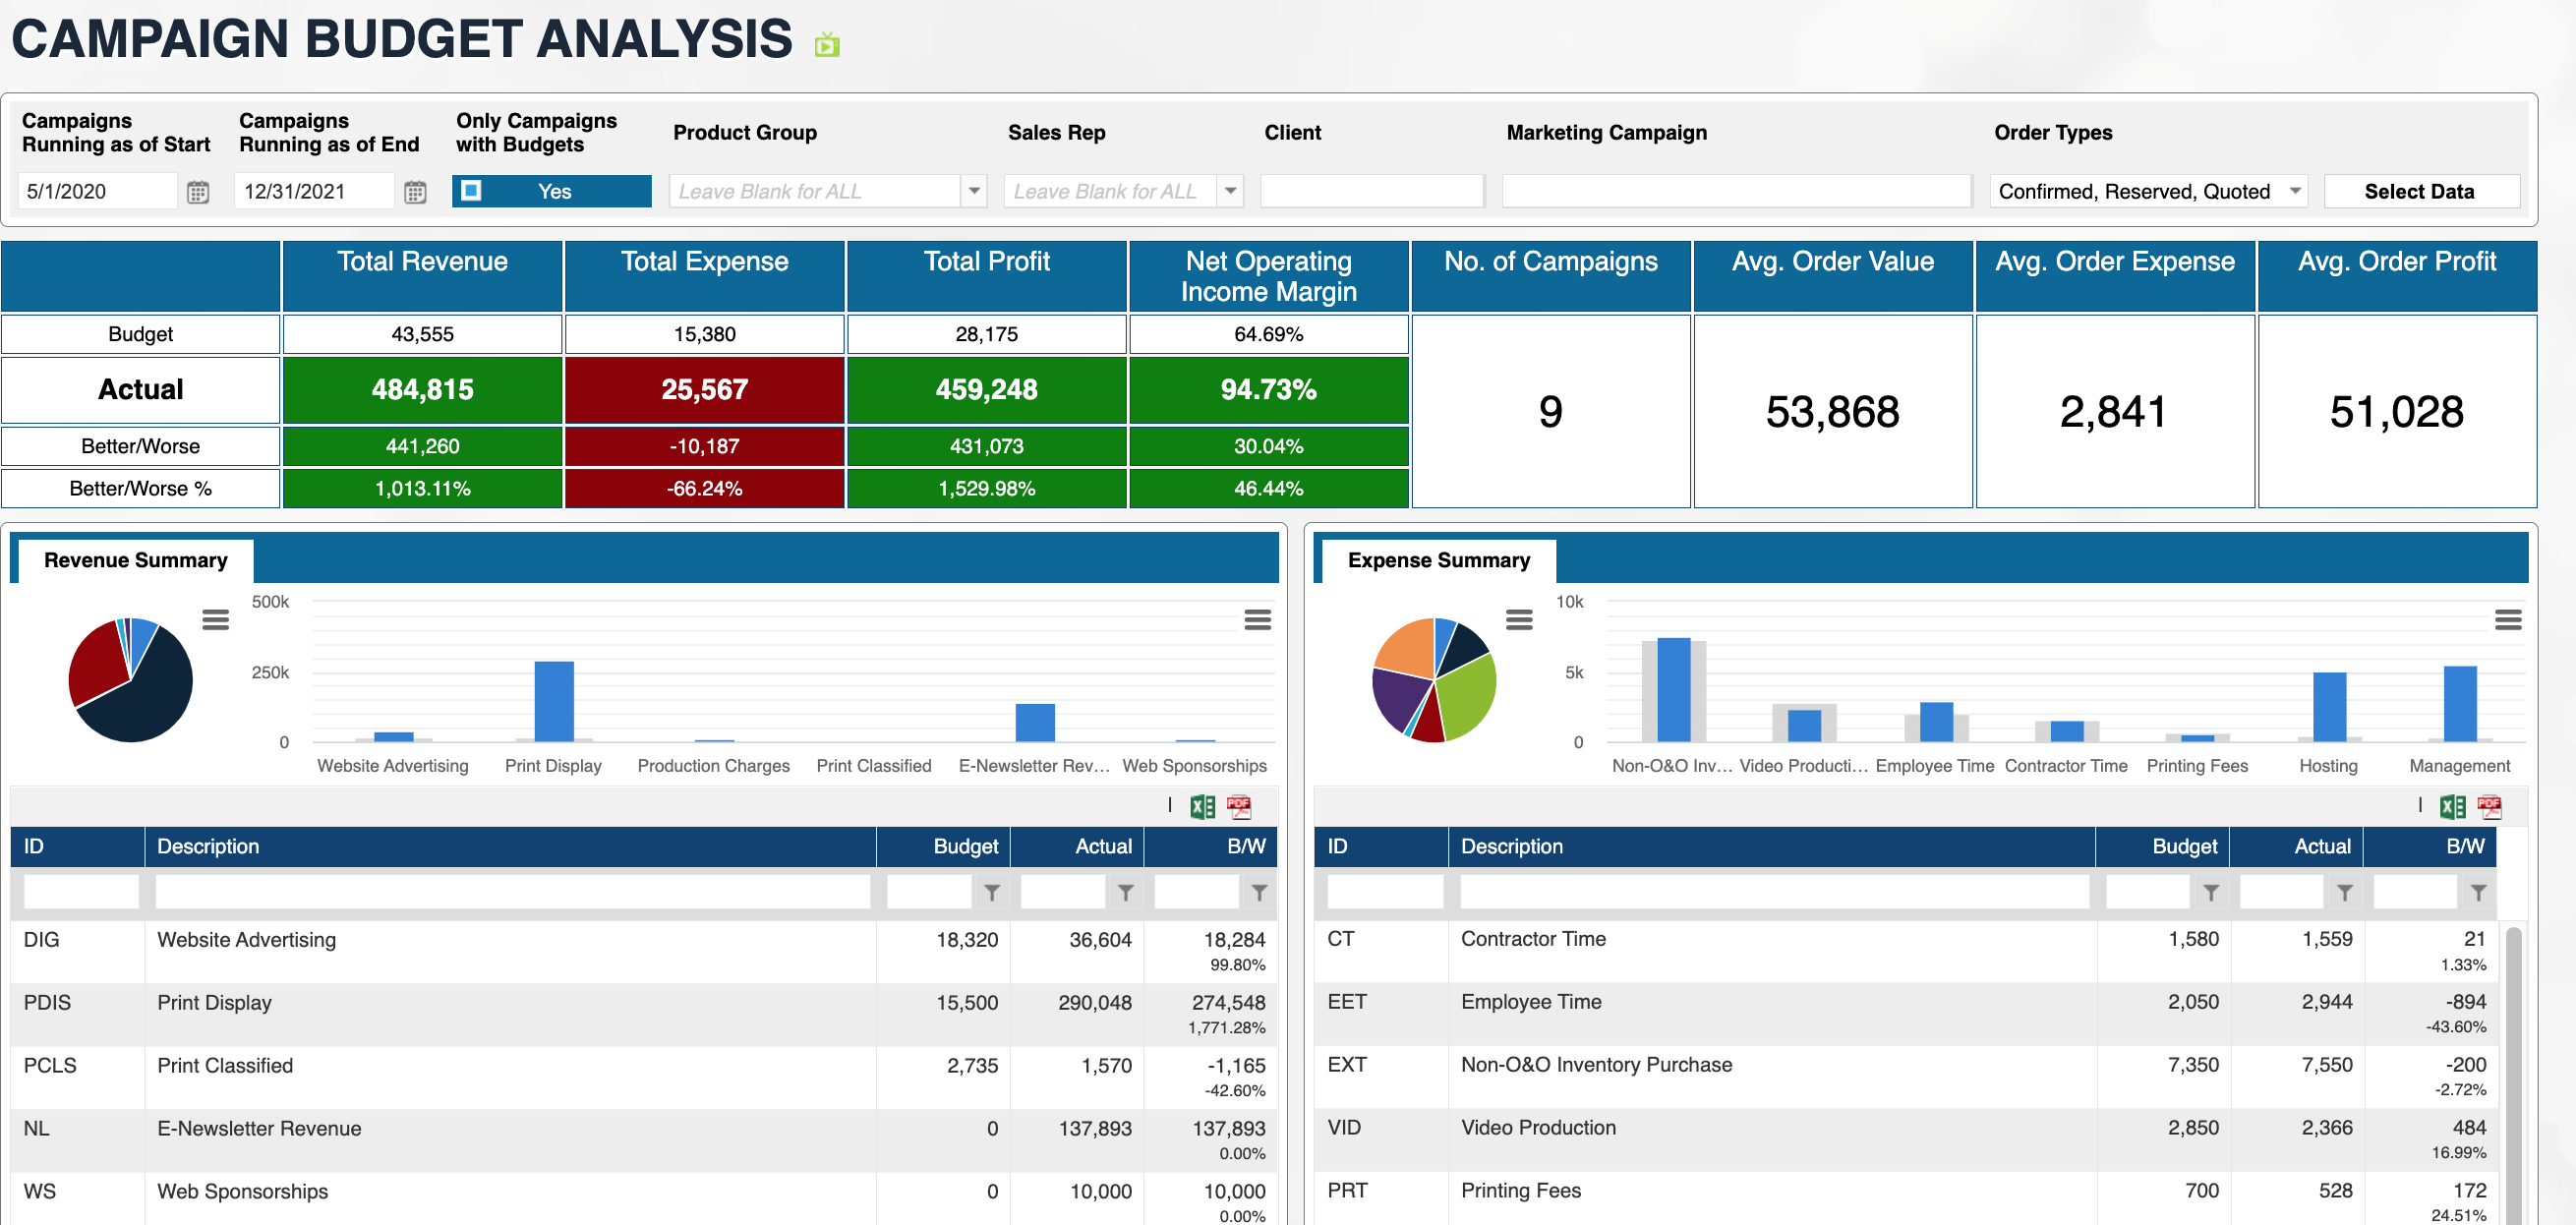 CAMPAIGN BUDGET ANALYSIS
Campaigns Running as of Start
Campaigns Running as of End
Only Campaigns with Budgets
Product Group
Sales Rep
Client
Marketing Campaign
Order Types
5/1/2020
12/31/2021
Yes
Leave Blank for ALL
Leave Blank for ALL
Confirmed, Reserved, Quoted
Select Data
Total Revenue
Total Expense
Total Profit
Net Operating Income Margin
No. of Campaigns
Avg. Order Value
Avg. Order Expense
Avg. Order Profit
Budget 43,555 15,380 28,175 64.69%
Actual 484,815 25,567 459,248 94.73%
9 53,868 2,841 51,028
Better/Worse 441,260 -10,187 431,073 30.04%
Better/Worse % 1,013.11% -66.24% 1,529.98% 46.44%
Revenue Summary
500k
250k
0
Website Advertising
Print Display
Production Charges
Print Classified
E-Newsletter Rev...
Web Sponsorships
PDF
ID Description Budget Actual B/W
DIG Website Advertising 18,320 36,604 18,284
99.80%
PDIS Print Display 15,500 290,048 274,548
1,771.28%
PCLS Print Classified 2,735 1,570 -1,165
-42.60%
NL E-Newsletter Revenue 0 137,893 137,893
0.00%
WS Web Sponsorships 0 10,000 10,000
0.00%
Expense Summary
10k
5k
0
Non-O&O Inv...
Video Producti...
Employee Time
Contractor Time
Printing Fees
Hosting
Management
PDF
ID Description Budget Actual B/W
CT Contractor Time 1,580 1,559 21
1.33%
EET Employee Time 2,050 2,944 -894
-43.60%
EXT Non-O&O Inventory Purchase 7,350 7,550 -200
-2.72%
VID Video Production 2,850 2,366 484
16.99%
PRT Printing Fees 700 528 172
24.51%